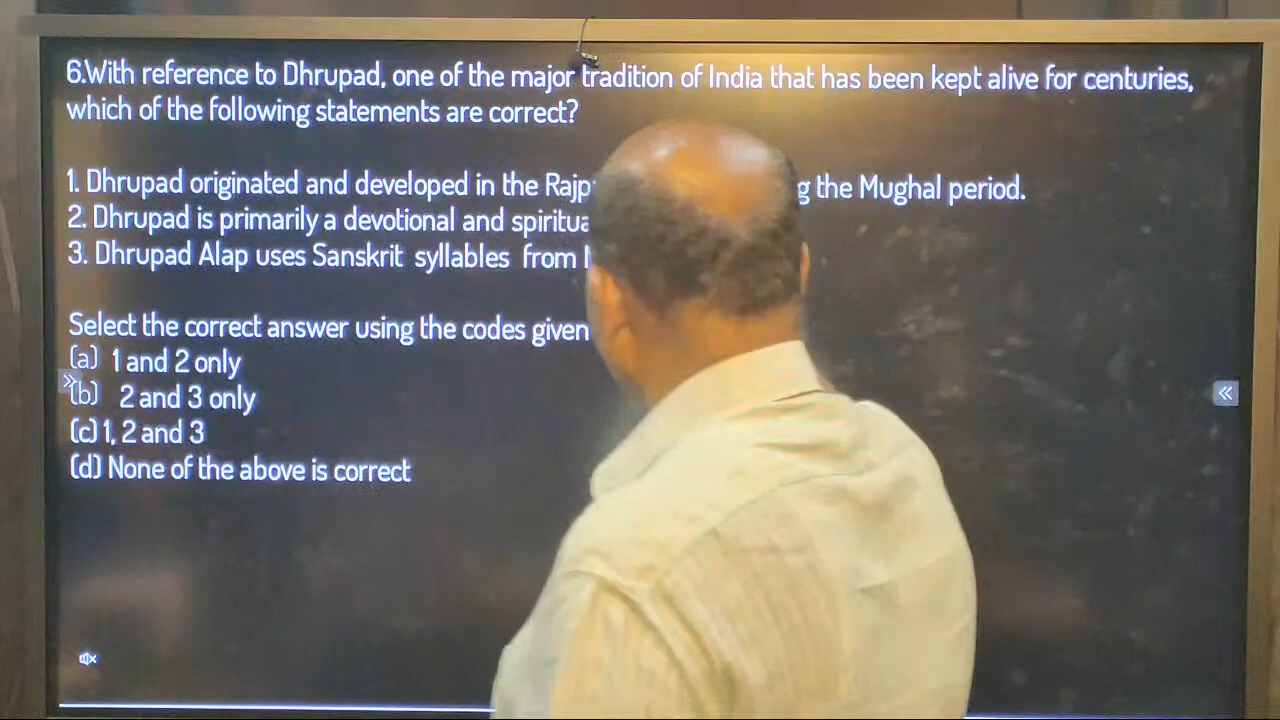 6.With reference to Dhrupad, one of the major tradition of India that has been kept alive for centuries,
which of the following statements are correct?
1. Dhrupad originated and developed in the the Mughal period.
2. Dhrupad is primarily a devotional and
3. Dhrupad Alap uses Sanskrit syllables from
Select the correct answer using the codes given
(a) 1 and 2 only
(b) 2 and 3 only
(c) 1, 2 and 3
(d) None of the above is correct